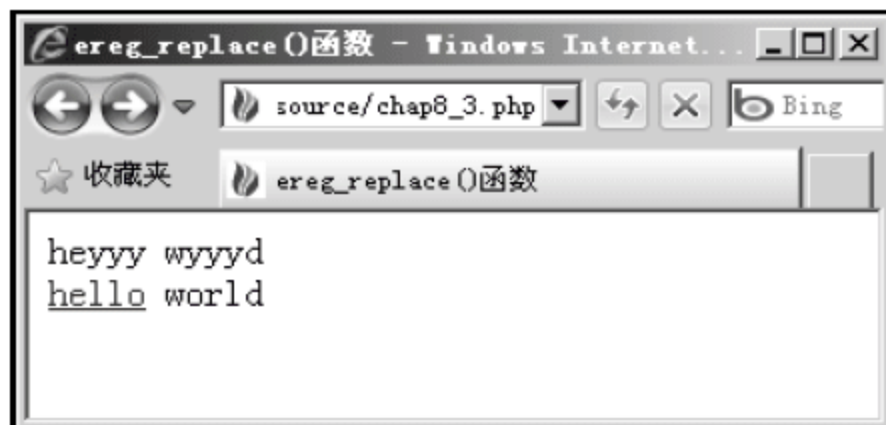 ereg_replace()函数 - Windows Internet...
source/chap8_3.php
Bing
收藏夹
ereg_replace()函数
heyyy wyyyd
hello world